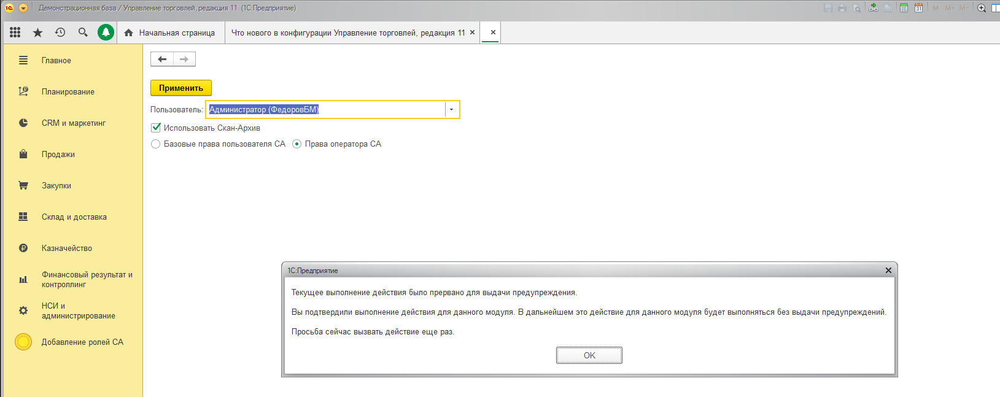 Демонстрационная база / Управление торговлей, редакция 11 (1С:Предприятие)
M M+ M-
Начальная страница
Что нового в конфигурации Управление торговлей, редакция 11
Главное
Планирование
CRM и маркетинг
Продажи
Закупки
Склад и доставка
Казначейство
Финансовый результат и
контроллинг
НСИ и
администрирование
Добавление ролей СА
Применить
Пользователь: Администратор (ФедоровБМ)
Использовать Скан-Архив
Базовые права пользователя СА Права оператора СА
1С:Предприятие
Текущее выполнение действия было прервано для выдачи предупреждения.
Вы подтвердили выполнение действия для данного модуля. В дальнейшем это действие для данного модуля будет выполняться без выдачи предупреждений.
Просьба сейчас вызвать действие еще раз.
OK